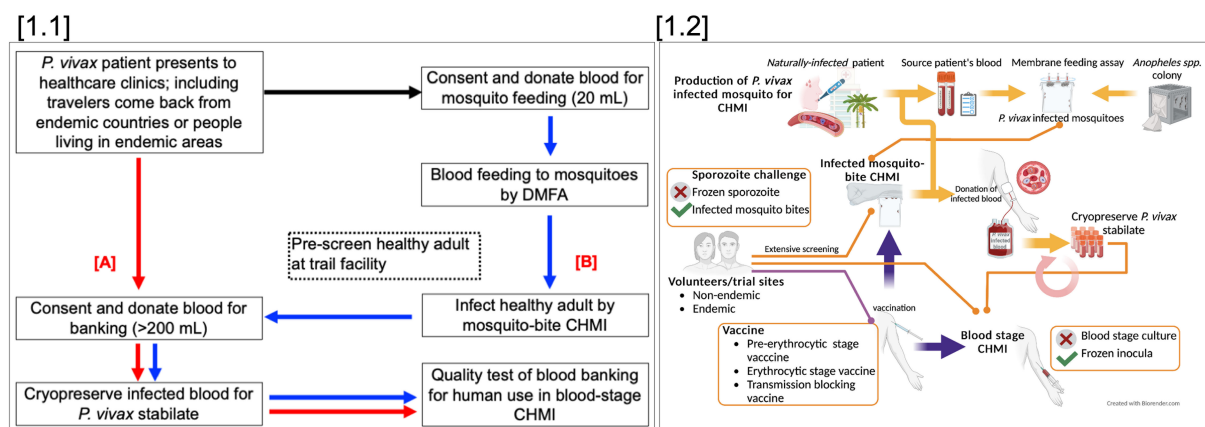 [1.1]
P. vivax patient presents to
healthcare clinics; including
travelers come back from
endemic countries or people
living in endemic areas
Consent and donate blood for
mosquito feeding (20 mL)
Blood feeding to mosquitoes
by DMFA
Pre-screen healthy adult
at trail facility
[A]
[B]
Consent and donate blood for
banking (>200 mL)
Infect healthy adult by
mosquito-bite CHMI
Cryopreserve infected blood for
P. vivax stabilate
Quality test of blood banking
for human use in blood-stage
CHMI
[1.2]
Production of P. vivax
infected mosquito for
CHMI
Naturally-infected patient
Source patient's blood
Membrane feeding assay
Anopheles spp.
colony
P. vivax infected mosquitoes
Sporozoite challenge
Frozen sporozoite
Infected mosquito bites
Infected mosquito-
bite CHMI
Donation of
infected blood
P. vivax
infected
blood
Cryopreserve P. vivax
stabilate
Extensive screening
Volunteers/trial sites
Non-endemic
Endemic
vaccination
Vaccine
Pre-erythrocytic stage
vacccine
Erythrocytic stage vaccine
Transmission blocking
vaccine
Blood stage
CHMI
Blood stage culture
Frozen inocula
Created with Biorender.com